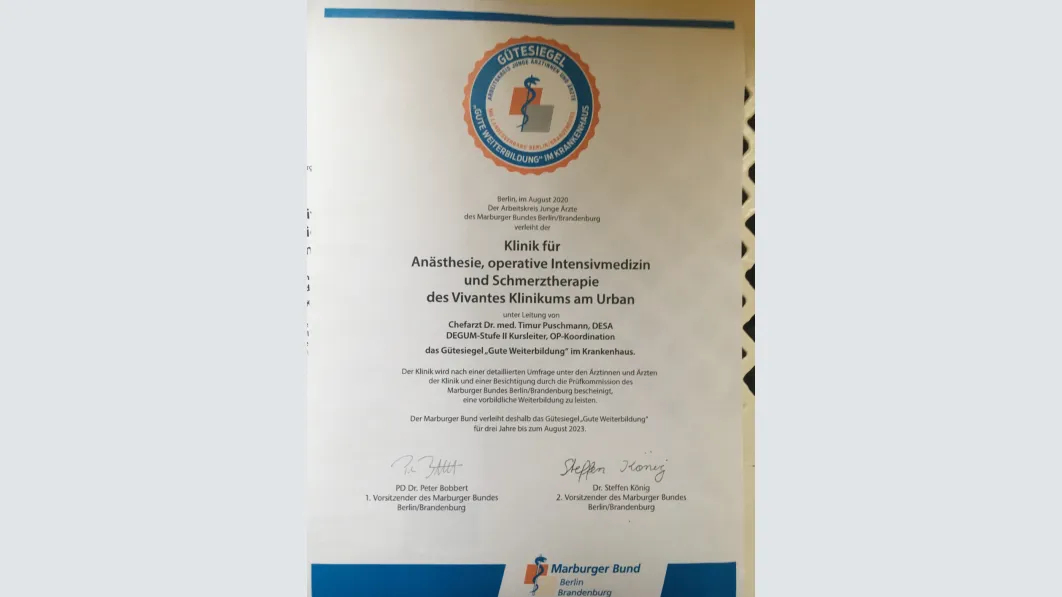 GÜTESIEGEL
ARBEITSKREIS JUNGE ÄRZTINNEN UND ÄRZTE
MB-LANDESVERBAND BERLIN/BRANDENBURG
„GUTE WEITERBILDUNG“ IM KRANKENHAUS
Berlin, im August 2020
Der Arbeitskreis Junge Ärzte
des Marburger Bundes Berlin/Brandenburg
verleiht der
Klinik für
Anästhesie, operative Intensivmedizin
und Schmerztherapie
des Vivantes Klinikums am Urban
unter Leitung von
Chefarzt Dr. med. Timur Puschmann, DESA
DEGUM-Stufe II Kursleiter, OP-Koordination
das Gütesiegel „Gute Weiterbildung“ im Krankenhaus.
Der Klinik wird nach einer detaillierten Umfrage unter den Ärztinnen und Ärzten
der Klinik und einer Besichtigung durch die Prüfkommission des
Marburger Bundes Berlin/Brandenburg bescheinigt,
eine vorbildliche Weiterbildung zu leisten.
Der Marburger Bund verleiht deshalb das Gütesiegel „Gute Weiterbildung“
für drei Jahre bis zum August 2023.
Steffen König
PD Dr. Peter Bobbert
1. Vorsitzender des Marburger Bundes
Berlin/Brandenburg
Dr. Steffen König
2. Vorsitzender des Marburger Bundes
Berlin/Brandenburg
Marburger Bund
Berlin
Brandenburg